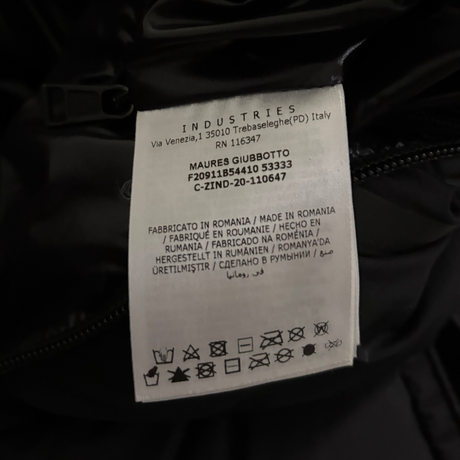 INDUSTRIES
Via Venezia,1 35010 Trebaseleghe(PD) Italy
RN 116347
MAURES GIUBBOTTO
F20911B54410 53333
C-ZIND-20-110647
FABBRICATO IN ROMANIA / MADE IN ROMANIA
/ FABRIQUÉ EN ROUMANIE / HECHO EN
RUMANIA / FABRICADO NA ROMÉNIA /
HERGESTELLT IN RUMÄNIEN / ROMANYA'DA
ÜRETILMIŞTIR / СДЕЛАНО В РУМЫНИИ / صنع
في رومانيا